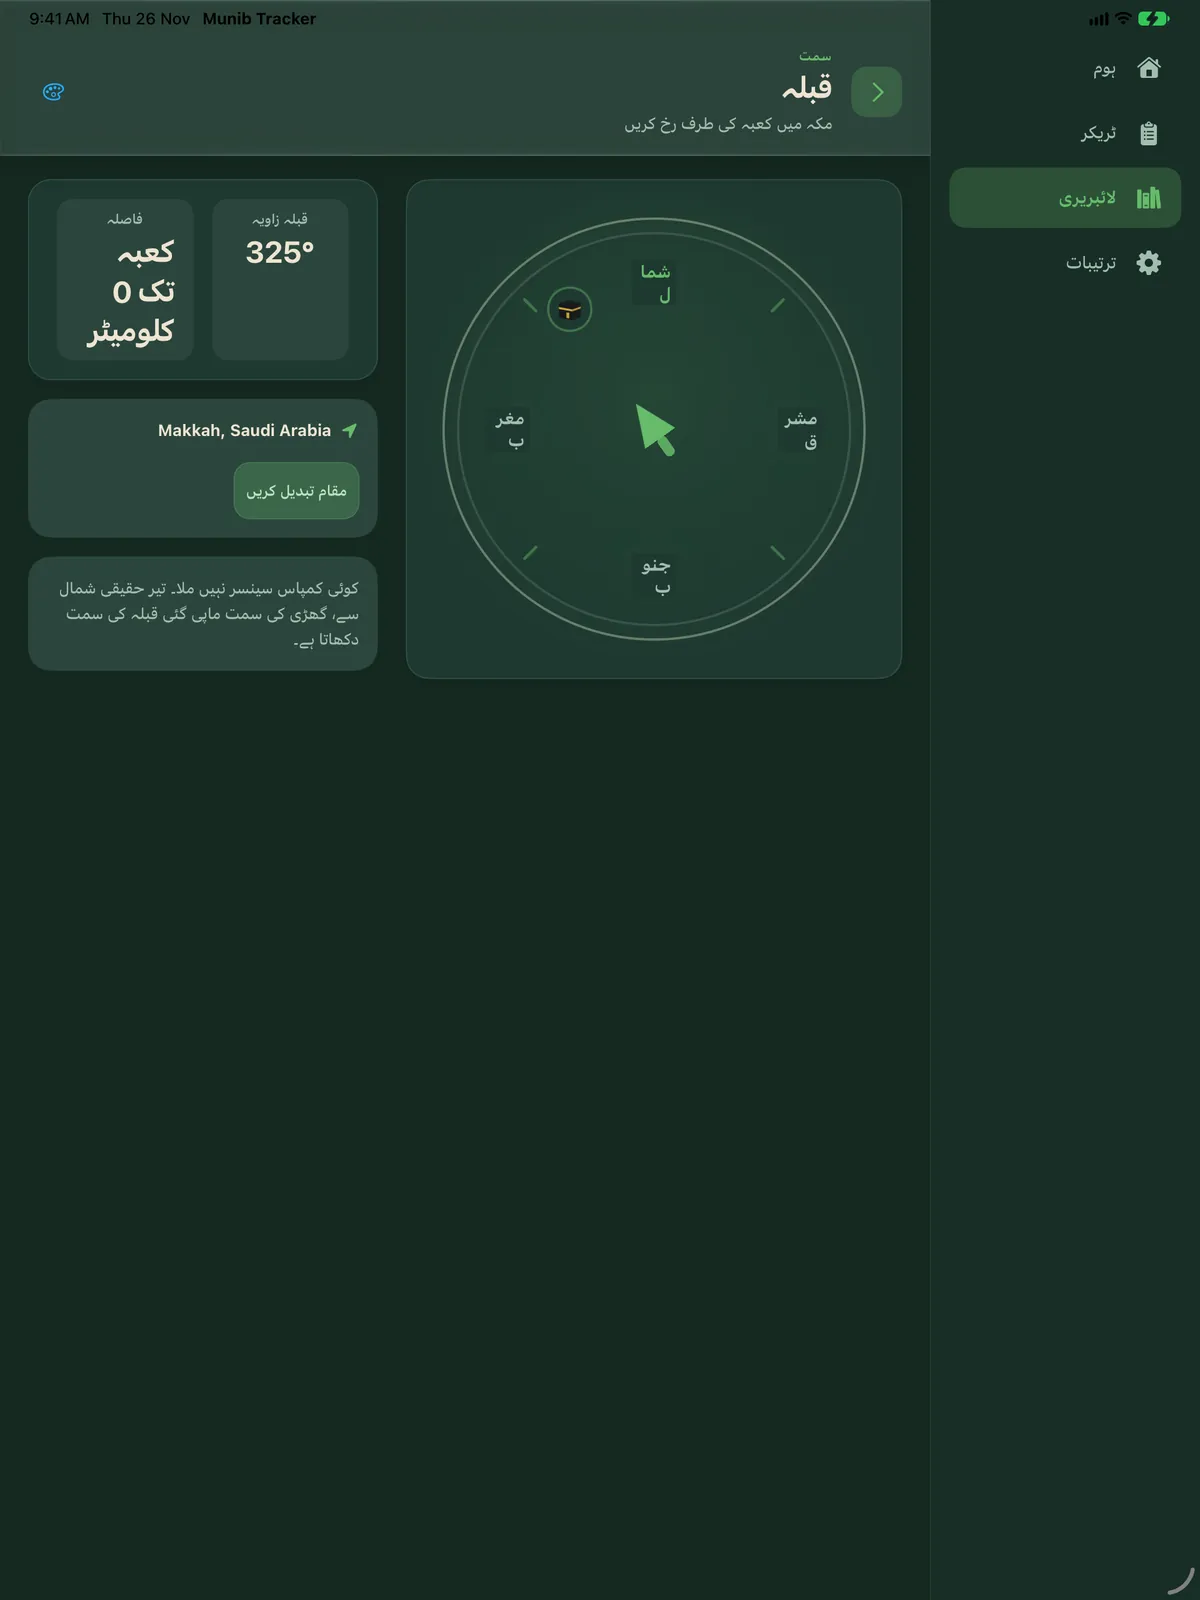 9:41 AM Thu 26 Nov Munib Tracker
ہوم
ٹریکر
لائبریری
ترتیبات
سمت
قبلہ
مکہ میں کعبہ کی طرف رخ کریں
شما
ل
مشر
ق
مغر
ب
جنو
ب
قبلہ زاویہ
325°
فاصلہ
کعبہ
تک 0
کلومیٹر
Makkah, Saudi Arabia
مقام تبدیل کریں
کوئی کمپاس سینسر نہیں ملا۔ تیر حقیقی شمال
سے، گھڑی کی سمت ماپی گئی قبلہ کی سمت
دکھاتا ہے۔